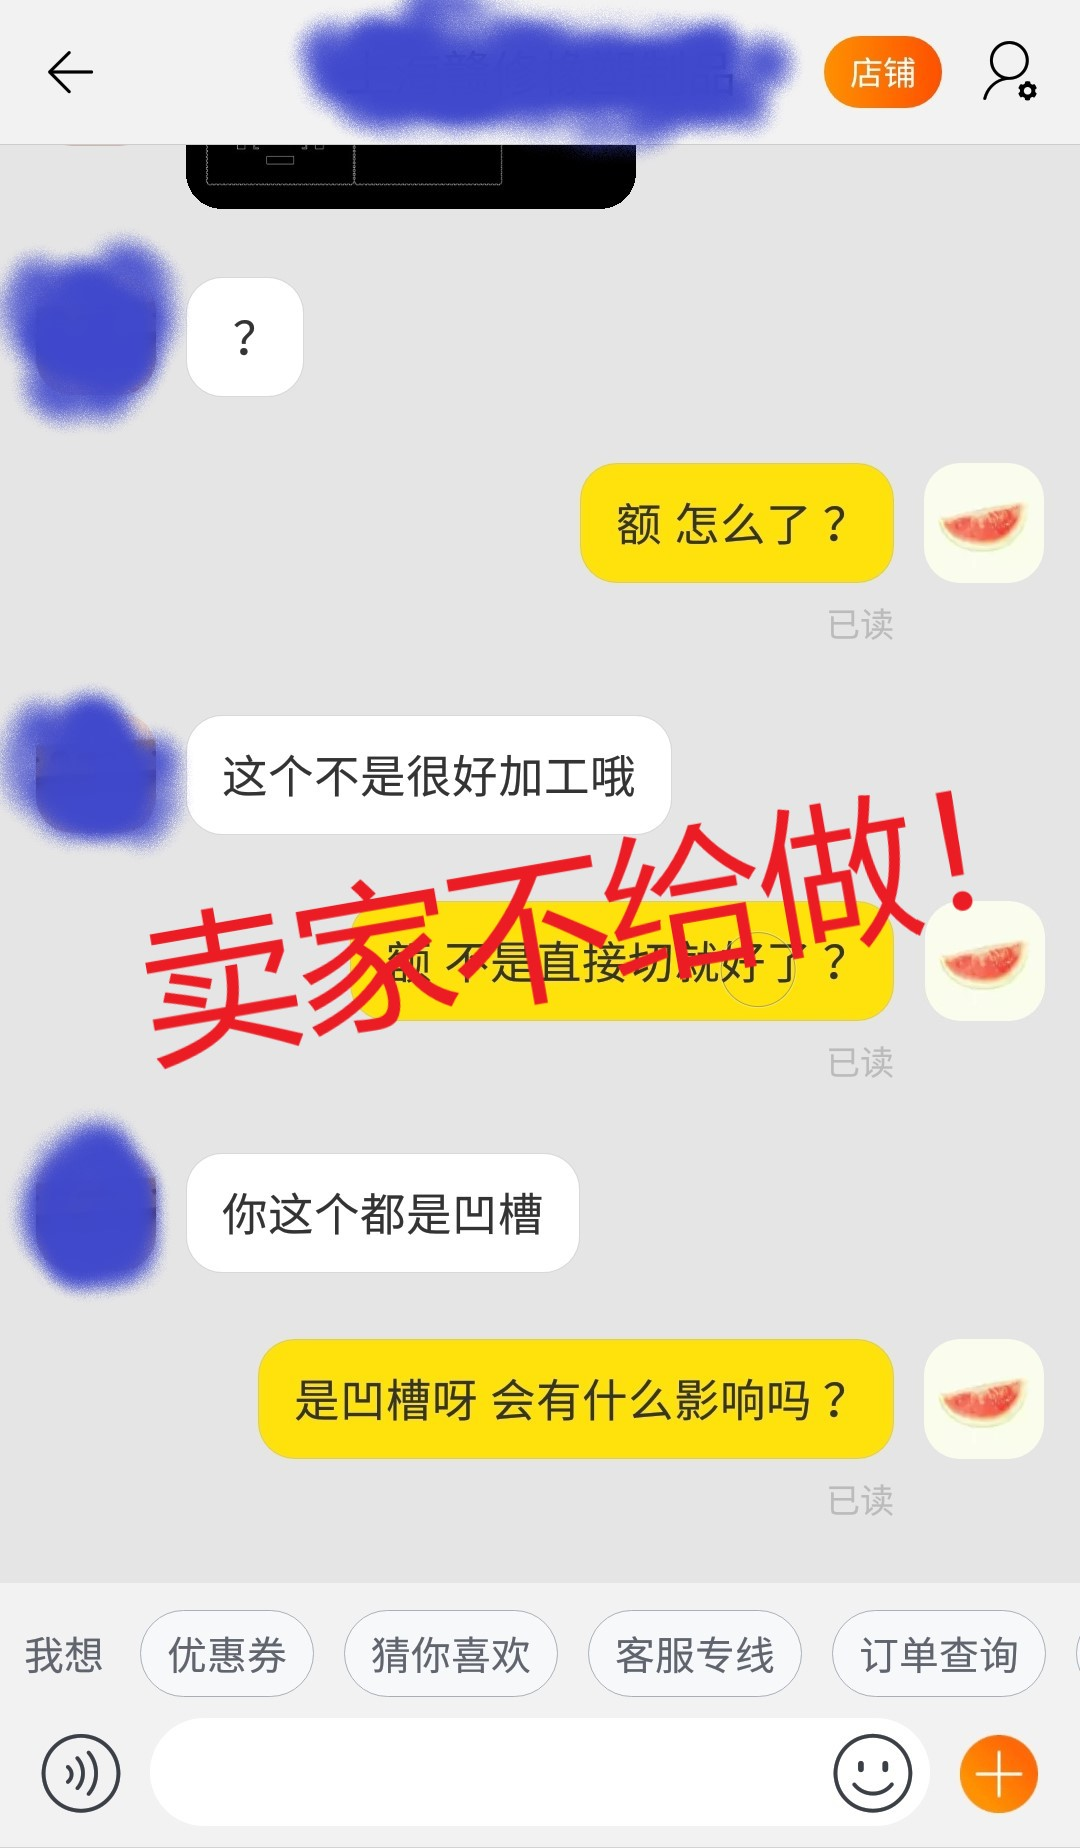 店铺
？
额 怎么了？
已读
这个不是很好加工哦
卖家不给做！
额 不是直接切就好了？
已读
你这个都是凹槽
是凹槽呀 会有什么影响吗？
已读
我想 优惠券 猜你喜欢 客服专线 订单查询